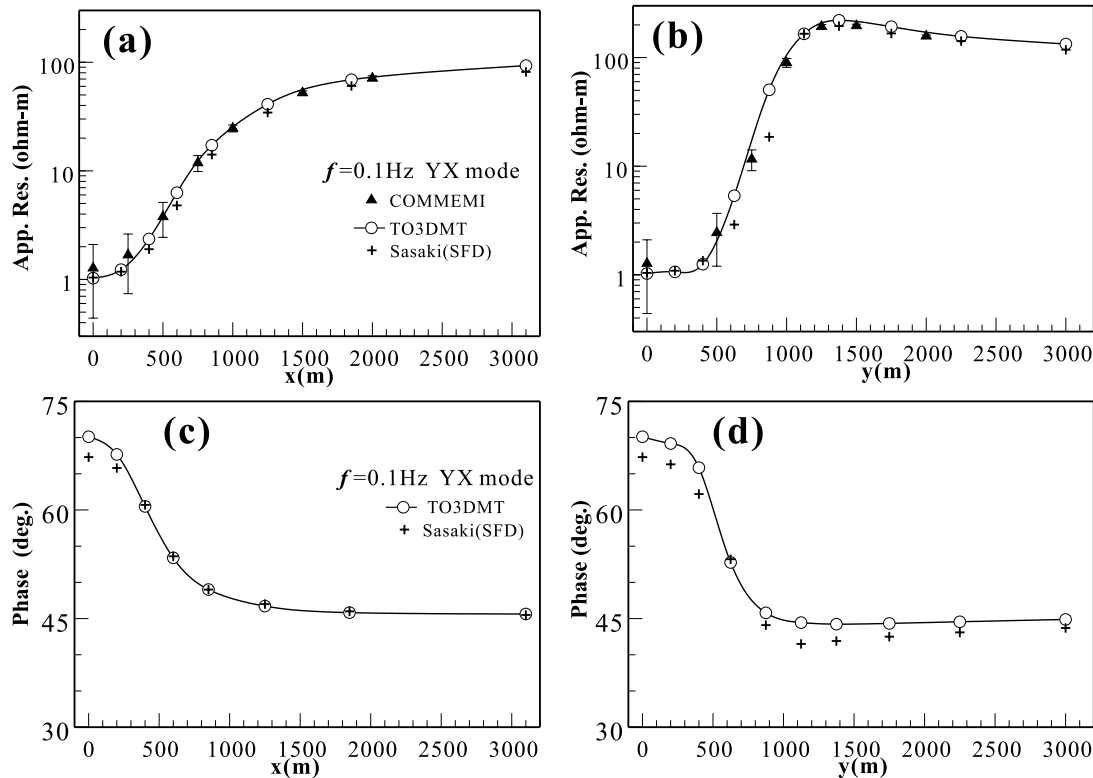 (a)
App. Res. (ohm-m)
100
10
1
f=0.1Hz YX mode
COMMEMI
TO3DMT
Sasaki(SFD)
0 500 1000 1500 2000 2500 3000
x(m)
(b)
App. Res. (ohm-m)
100
10
1
0 500 1000 1500 2000 2500 3000
y(m)
(c)
Phase (deg.)
75
60
45
30
f=0.1Hz YX mode
TO3DMT
Sasaki(SFD)
0 500 1000 1500 2000 2500 3000
x(m)
(d)
Phase (deg.)
75
60
45
30
0 500 1000 1500 2000 2500 3000
y(m)